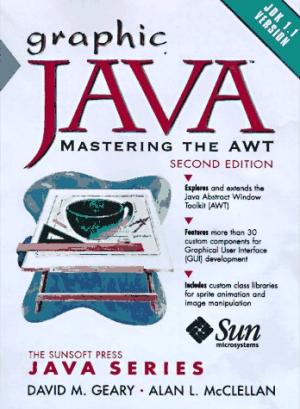 JDK 1.1
VERSION
graphic
JAVA™
MASTERING THE AWT
SECOND EDITION
Explores and extends the
Java Abstract Window
Toolkit (AWT)
Features more than 30
custom components for
Graphical User Interface
(GUI) development
Includes custom class libraries
for sprite animation and
image manipulation
Sun
microsystems
THE SUNSOFT PRESS
JAVA SERIES
DAVID M. GEARY • ALAN L. McCLELLAN